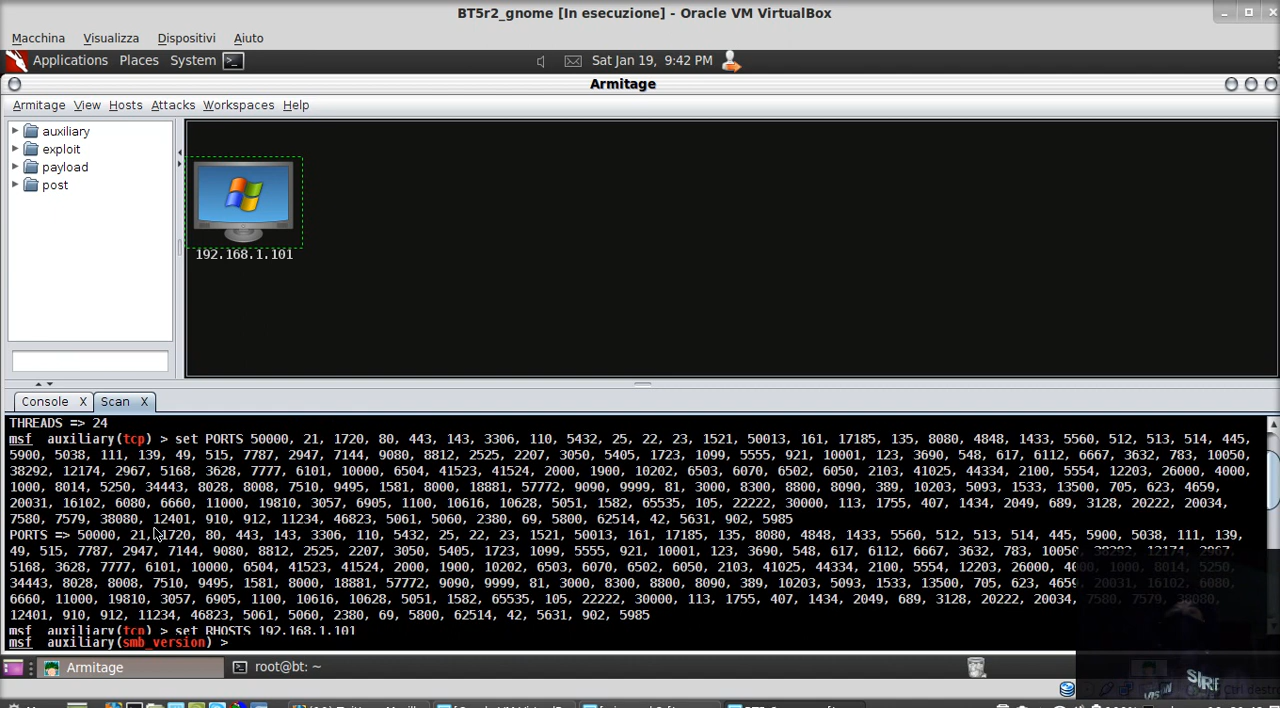 BT5r2_gnome [In esecuzione] - Oracle VM VirtualBox
Macchina Visualizza Dispositivi Aiuto
Applications Places System Sat Jan 19, 9:42 PM
Armitage
Armitage View Hosts Attacks Workspaces Help
auxiliary
exploit
payload
post
192.168.1.101
Console X Scan X
THREADS => 24
msf auxiliary(tcp) > set PORTS 50000, 21, 1720, 80, 443, 143, 3306, 110, 5432, 25, 22, 23, 1521, 50013, 161, 17185, 135, 8080, 4848, 1433, 5560, 512, 513, 514, 445,
5900, 5038, 111, 139, 49, 515, 7787, 2947, 7144, 9080, 8812, 2525, 2207, 3050, 5405, 1723, 1099, 5555, 921, 10001, 123, 3690, 548, 617, 6112, 6667, 3632, 783, 10050,
38292, 12174, 2967, 5168, 3628, 7777, 6101, 10000, 6504, 41523, 41524, 2000, 1900, 10202, 6503, 6070, 6502, 6050, 2103, 41025, 44334, 2100, 5554, 12203, 26000, 4000,
1000, 8014, 5250, 34443, 8028, 8008, 7510, 9495, 1581, 8000, 18881, 57772, 9090, 9999, 81, 3000, 8300, 8800, 8090, 389, 10203, 5093, 1533, 13500, 705, 623, 4659,
20031, 16102, 6080, 6660, 11000, 19810, 3057, 6905, 1100, 10616, 10628, 5051, 1582, 65535, 105, 22222, 30000, 113, 1755, 407, 1434, 2049, 689, 3128, 20222, 20034,
7580, 7579, 38080, 12401, 910, 912, 11234, 46823, 5061, 5060, 2380, 69, 5800, 62514, 42, 5631, 902, 5985
PORTS => 50000, 21, 1720, 80, 443, 143, 3306, 110, 5432, 25, 22, 23, 1521, 50013, 161, 17185, 135, 8080, 4848, 1433, 5560, 512, 513, 514, 445, 5900, 5038, 111, 139,
49, 515, 7787, 2947, 7144, 9080, 8812, 2525, 2207, 3050, 5405, 1723, 1099, 5555, 921, 10001, 123, 3690, 548, 617, 6112, 6667, 3632, 783, 10050, 38292, 12174, 2967,
5168, 3628, 7777, 6101, 10000, 6504, 41523, 41524, 2000, 1900, 10202, 6503, 6070, 6502, 6050, 2103, 41025, 44334, 2100, 5554, 12203, 26000, 4000, 1000, 8014, 5250,
34443, 8028, 8008, 7510, 9495, 1581, 8000, 18881, 57772, 9090, 9999, 81, 3000, 8300, 8800, 8090, 389, 10203, 5093, 1533, 13500, 705, 623, 4659, 20031, 16102, 6080,
6660, 11000, 19810, 3057, 6905, 1100, 10616, 10628, 5051, 1582, 65535, 105, 22222, 30000, 113, 1755, 407, 1434, 2049, 689, 3128, 20222, 20034, 7580, 7579, 38080,
12401, 910, 912, 11234, 46823, 5061, 5060, 2380, 69, 5800, 62514, 42, 5631, 902, 5985
msf auxiliary(tcp) > set RHOSTS 192.168.1.101
msf auxiliary(smb_version) >
Armitage root@bt: ~